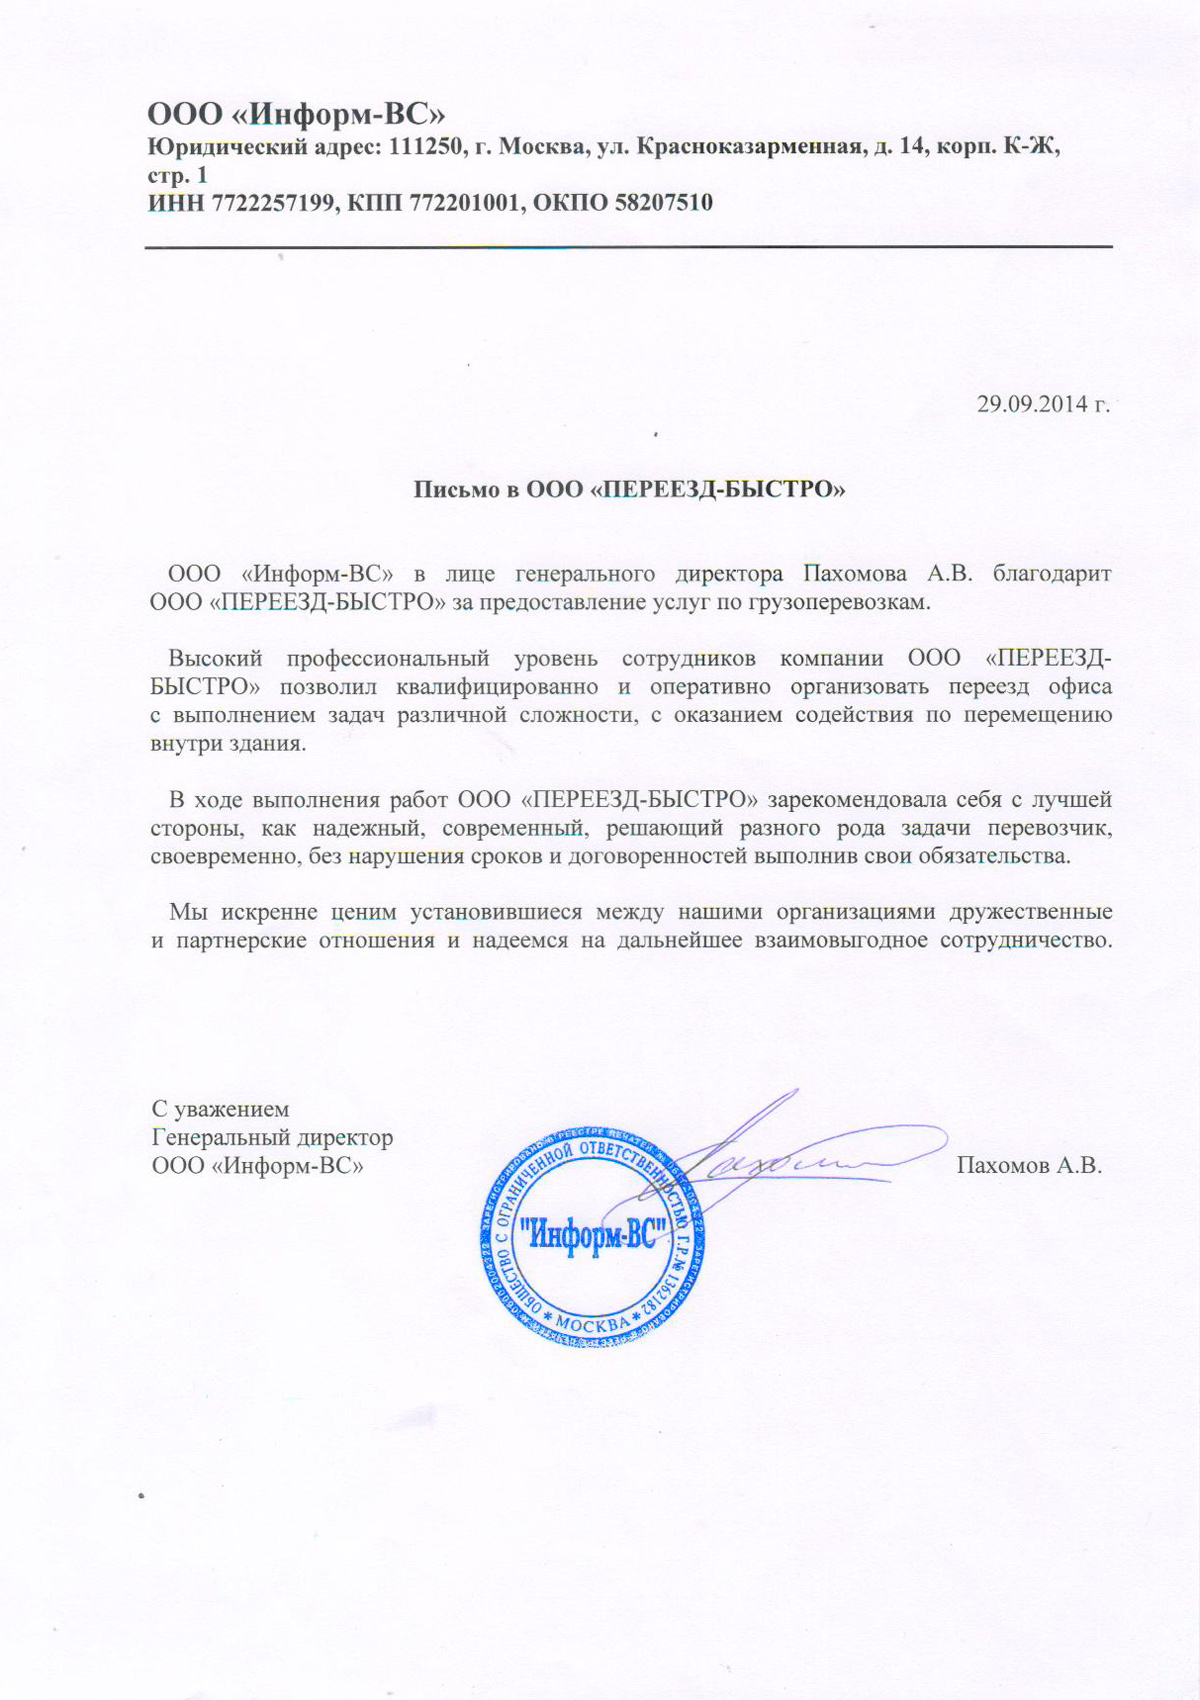 ООО «Информ-ВС»
Юридический адрес: 111250, г. Москва, ул. Красноказарменная, д. 14, корп. К-Ж,
стр. 1
ИНН 7722257199, КПП 772201001, ОКПО 58207510
29.09.2014 г.
Письмо в ООО «ПЕРЕЕЗД-БЫСТРО»
ООО «Информ-ВС» в лице генерального директора Пахомова А.В. благодарит
ООО «ПЕРЕЕЗД-БЫСТРО» за предоставление услуг по грузоперевозкам.
Высокий профессиональный уровень сотрудников компании ООО «ПЕРЕЕЗД-
БЫСТРО» позволил квалифицированно и оперативно организовать переезд офиса
с выполнением задач различной сложности, с оказанием содействия по перемещению
внутри здания.
В ходе выполнения работ ООО «ПЕРЕЕЗД-БЫСТРО» зарекомендовала себя с лучшей
стороны, как надежный, современный, решающий разного рода задачи перевозчик,
своевременно, без нарушения сроков и договоренностей выполнив свои обязательства.
Мы искренне ценим установившиеся между нашими организациями дружественные
и партнерские отношения и надеемся на дальнейшее взаимовыгодное сотрудничество.
С уважением
Генеральный директор
ООО «Информ-ВС»
Пахомов А.В.
ОБЩЕСТВО С ОГРАНИЧЕННОЙ ОТВЕТСТВЕННОСТЬЮ Г.Р.№ 1362182
"Информ-ВС"
* МОСКВА *